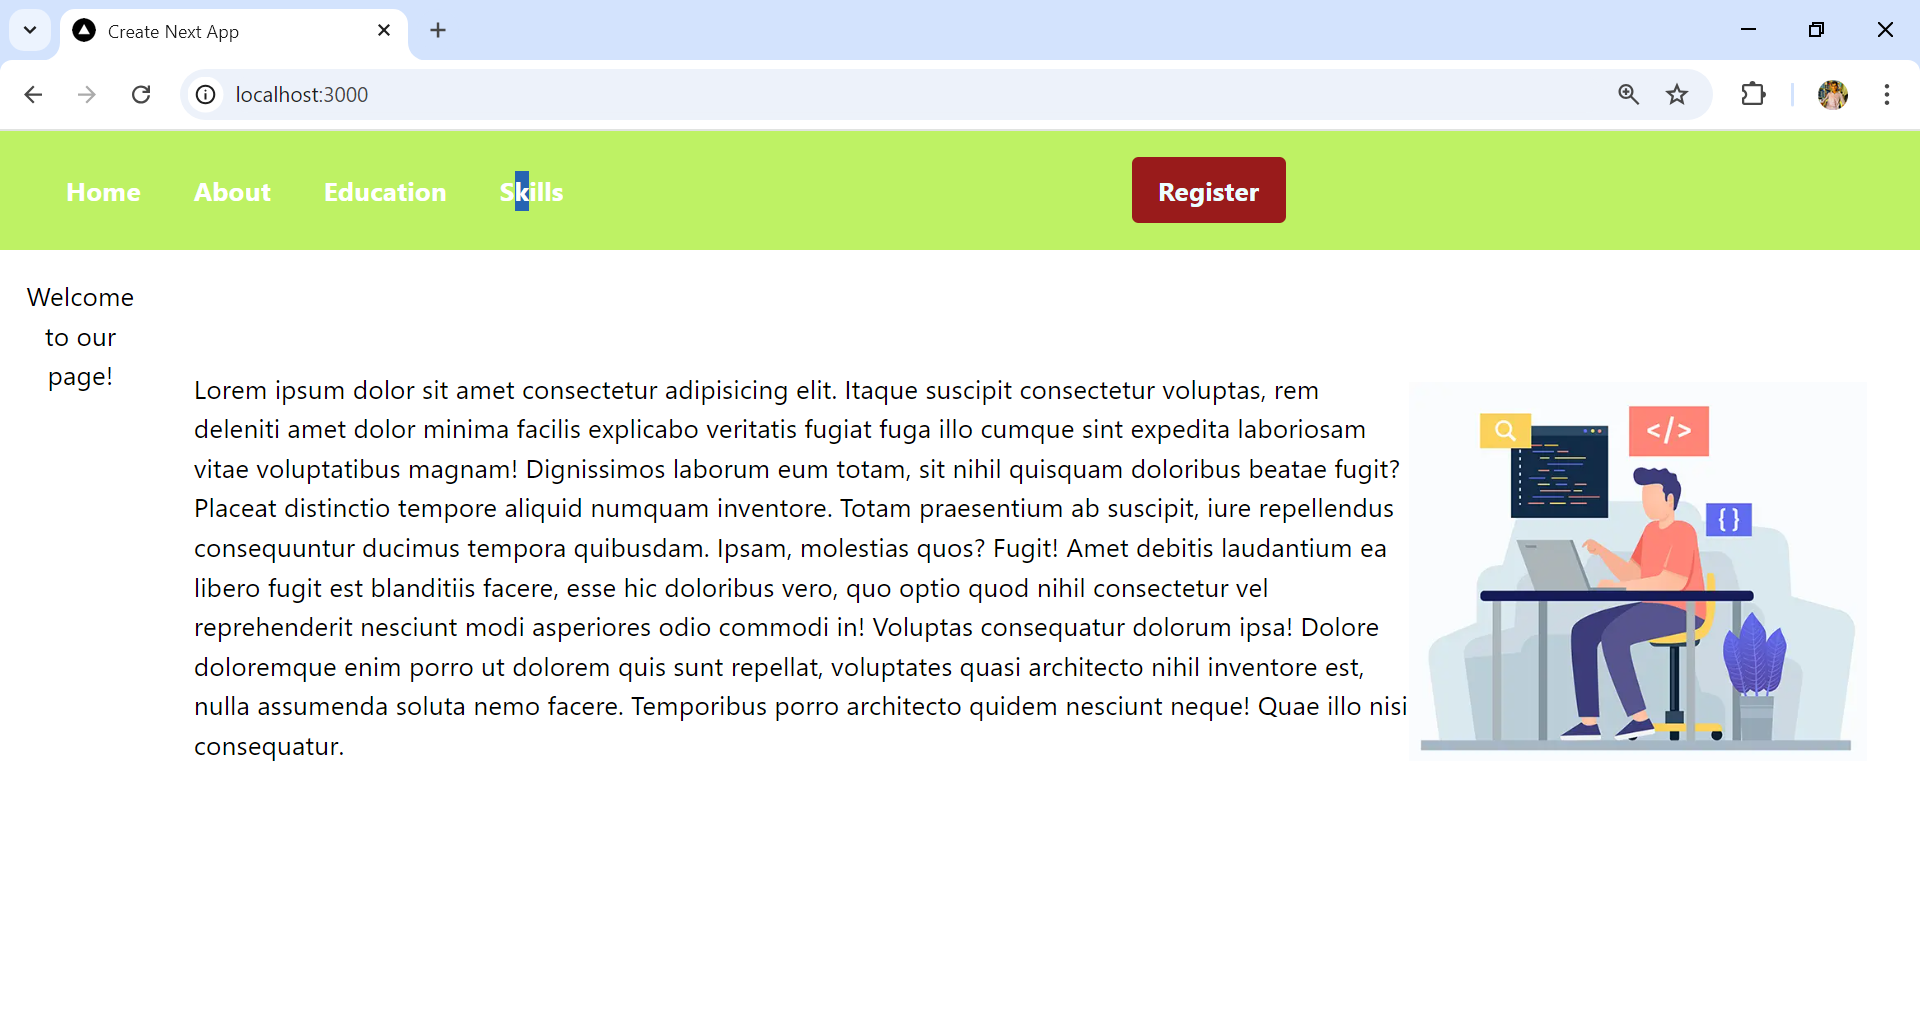 Create Next App
localhost:3000
Home About Education Skills Register
Welcome
to our
page!
Lorem ipsum dolor sit amet consectetur adipisicing elit. Itaque suscipit consectetur voluptas, rem
deleniti amet dolor minima facilis explicabo veritatis fugiat fuga illo cumque sint expedita laboriosam
vitae voluptatibus magnam! Dignissimos laborum eum totam, sit nihil quisquam doloribus beatae fugit?
Placeat distinctio tempore aliquid numquam inventore. Totam praesentium ab suscipit, iure repellendus
consequuntur ducimus tempora quibusdam. Ipsam, molestias quos? Fugit! Amet debitis laudantium ea
libero fugit est blanditiis facere, esse hic doloribus vero, quo optio quod nihil consectetur vel
reprehenderit nesciunt modi asperiores odio commodi in! Voluptas consequatur dolorum ipsa! Dolore
doloremque enim porro ut dolorem quis sunt repellat, voluptates quasi architecto nihil inventore est,
nulla assumenda soluta nemo facere. Temporibus porro architecto quidem nesciunt neque! Quae illo nisi
consequatur.
</>
{ }